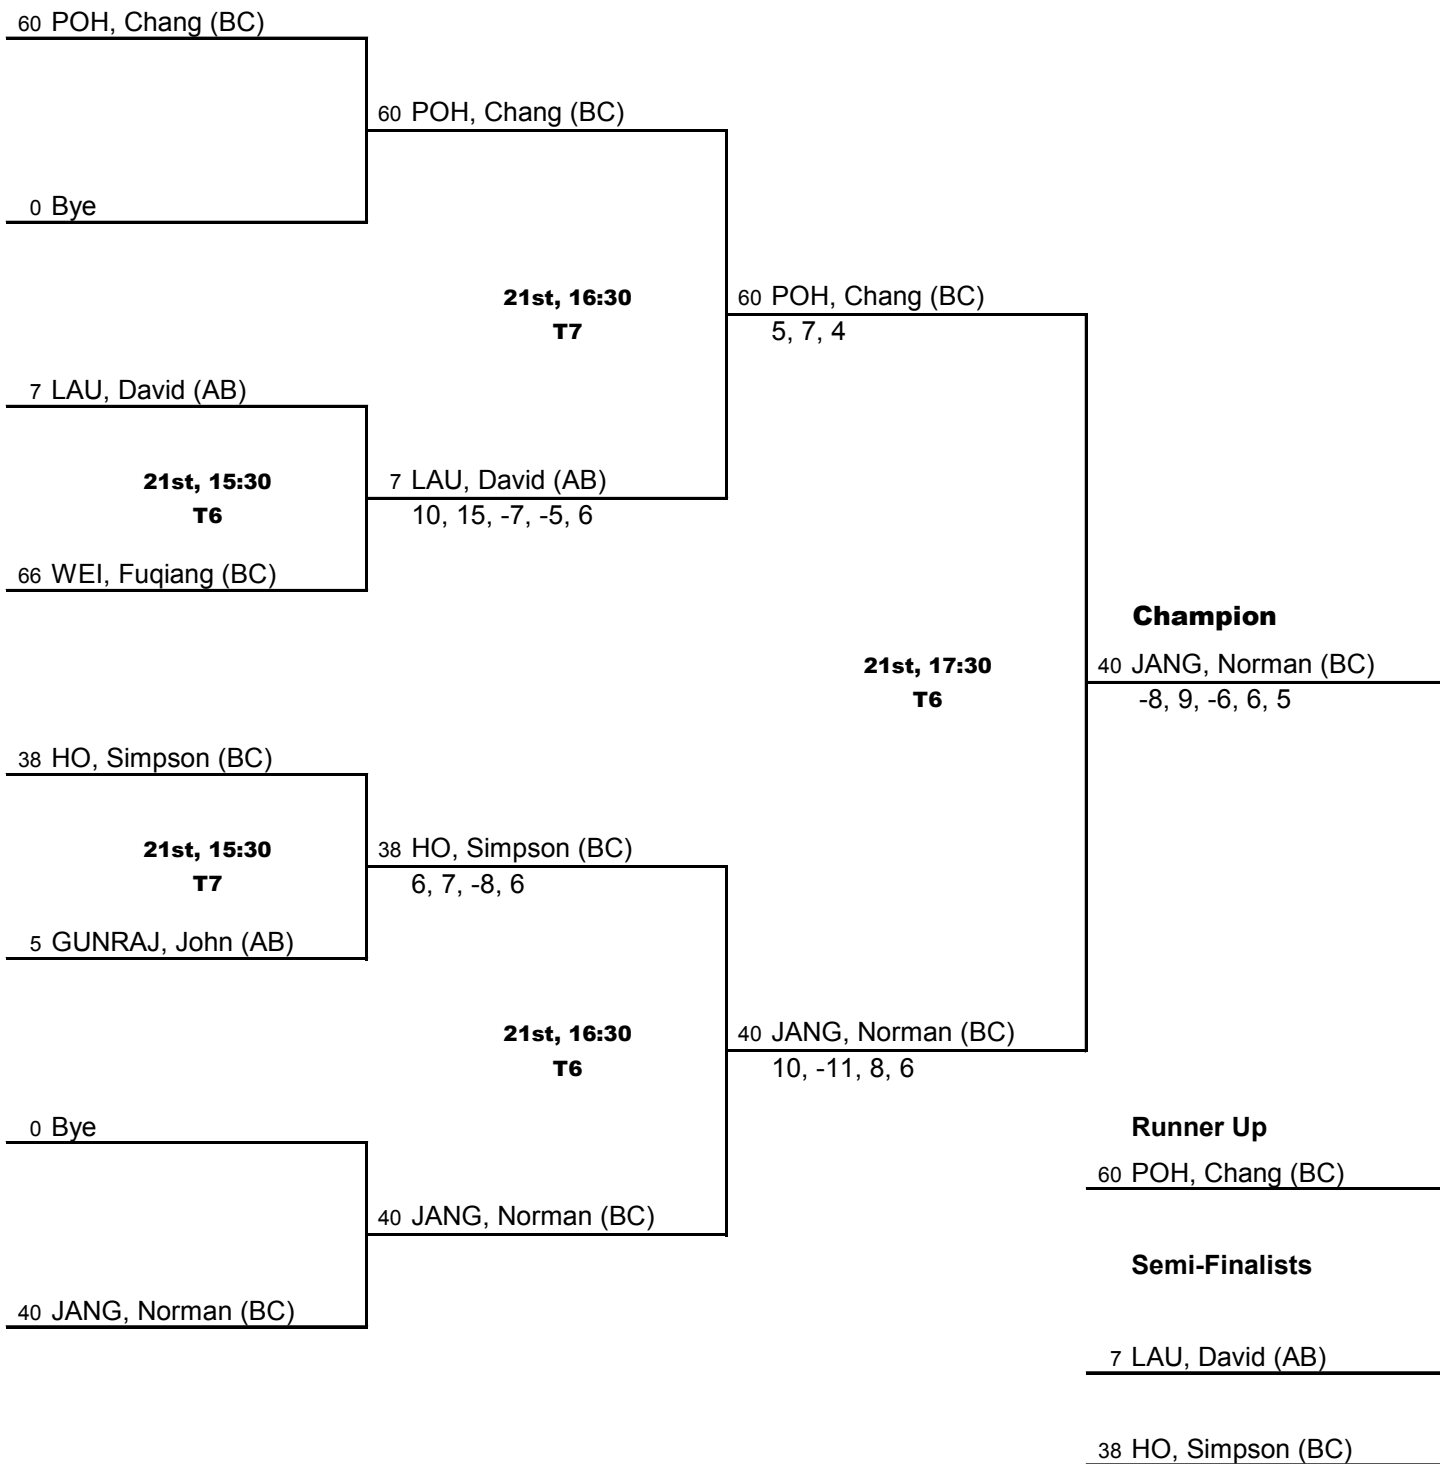 60 POH, Chang (BC)
60 POH, Chang (BC)
0 Bye
21st, 16:30
T7
60 POH, Chang (BC)
5, 7, 4
7 LAU, David (AB)
21st, 15:30
T6
7 LAU, David (AB)
10, 15, -7, -5, 6
66 WEI, Fuqiang (BC)
Champion
21st, 17:30
T6
40 JANG, Norman (BC)
-8, 9, -6, 6, 5
38 HO, Simpson (BC)
21st, 15:30
T7
38 HO, Simpson (BC)
6, 7, -8, 6
5 GUNRAJ, John (AB)
21st, 16:30
T6
40 JANG, Norman (BC)
10, -11, 8, 6
0 Bye
40 JANG, Norman (BC)
40 JANG, Norman (BC)
Runner Up
60 POH, Chang (BC)
Semi-Finalists
7 LAU, David (AB)
38 HO, Simpson (BC)